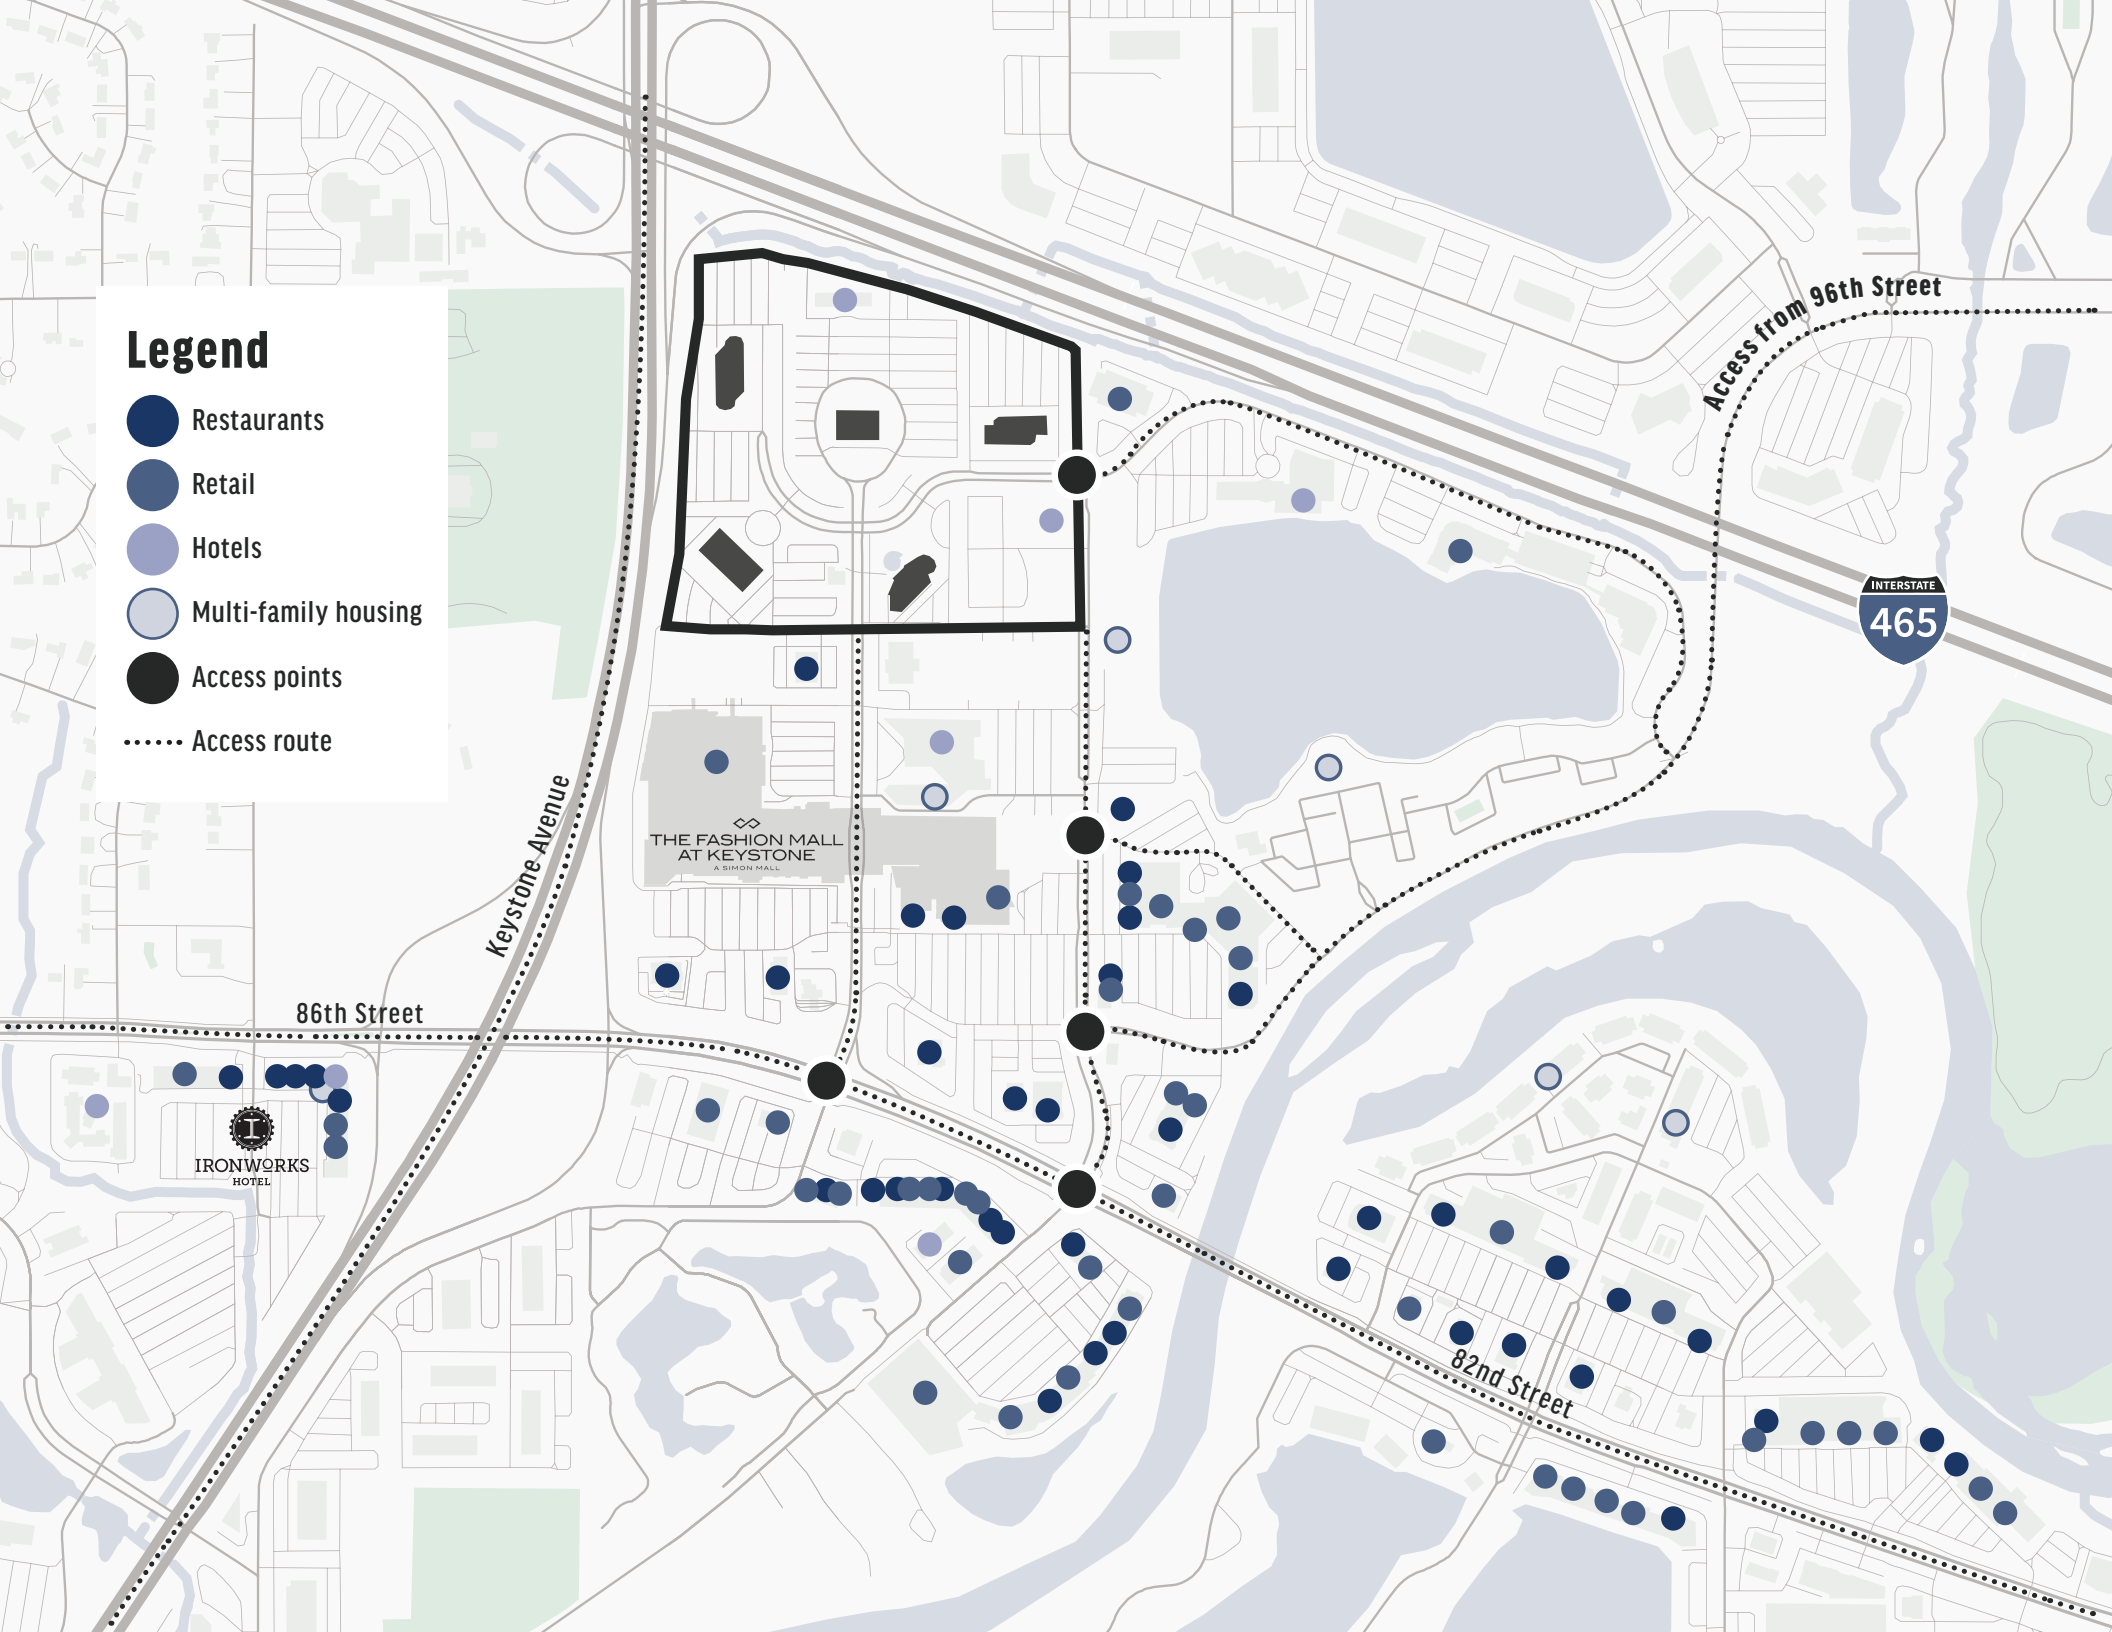 Access from 96th Street
Legend
Restaurants
Retail
Hotels
Multi-family housing
Access points
Access route
INTERSTATE
465
Keystone Avenue
THE FASHION MALL
AT KEYSTONE
A SIMON MALL
86th Street
IRONWORKS
HOTEL
82nd Street